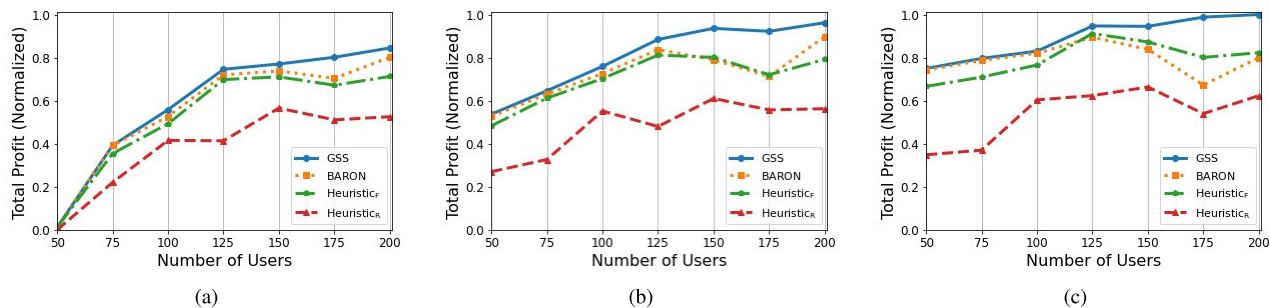 Total Profit (Normalized)
1.0
0.8
0.6
0.4
0.2
0.0
GSS
BARON
Heuristic_F
Heuristic_R
50 75 100 125 150 175 200
Number of Users
(a)
Total Profit (Normalized)
1.0
0.8
0.6
0.4
0.2
0.0
GSS
BARON
Heuristic_F
Heuristic_R
50 75 100 125 150 175 200
Number of Users
(b)
Total Profit (Normalized)
1.0
0.8
0.6
0.4
0.2
0.0
GSS
BARON
Heuristic_F
Heuristic_R
50 75 100 125 150 175 200
Number of Users
(c)